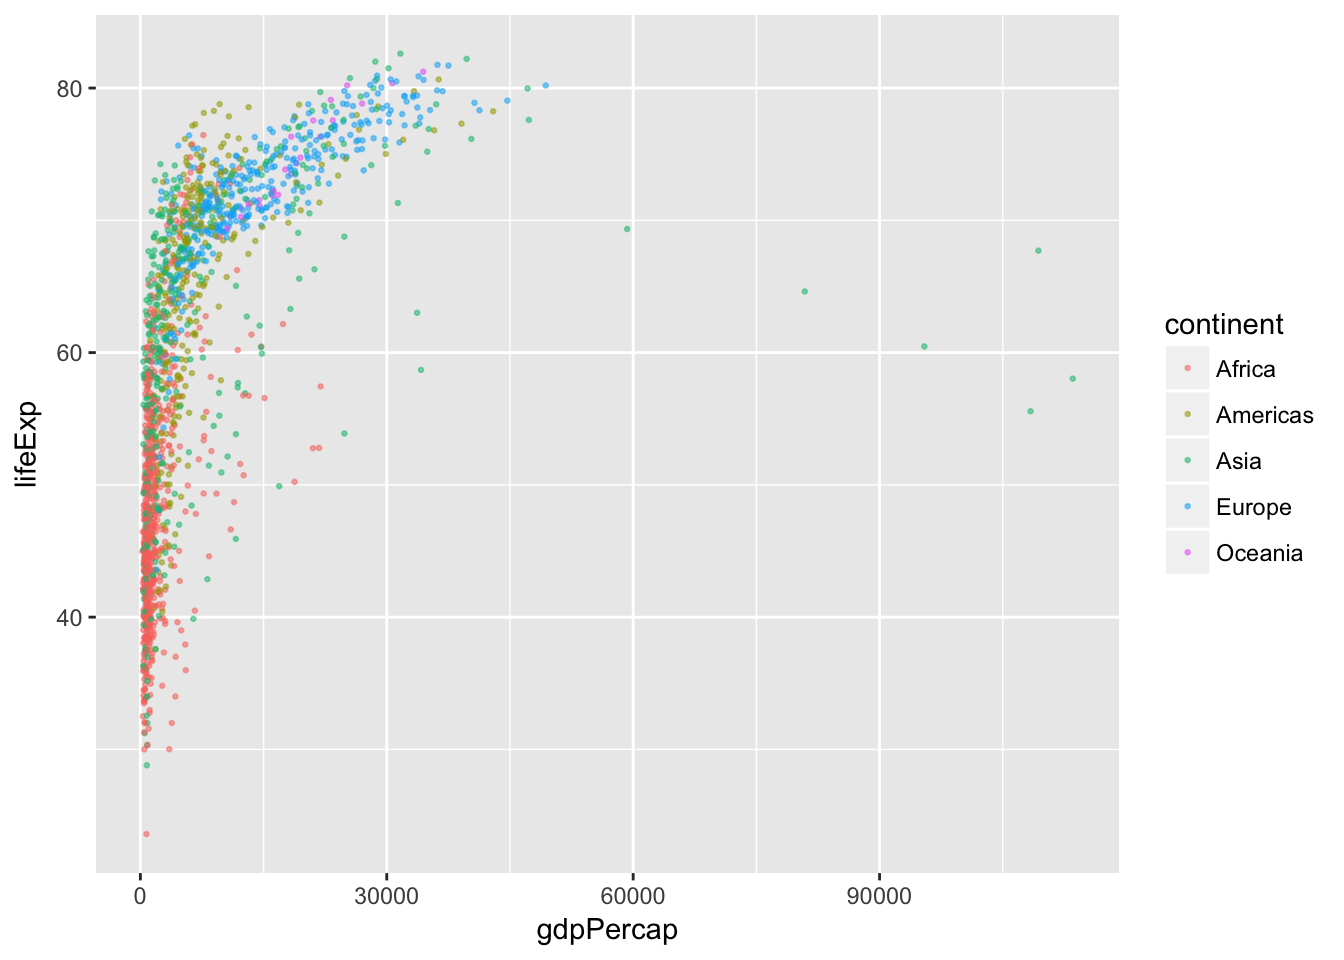 80
60
40
lifeExp
0
30000
60000
90000
gdpPercap
continent
Africa
Americas
Asia
Europe
Oceania